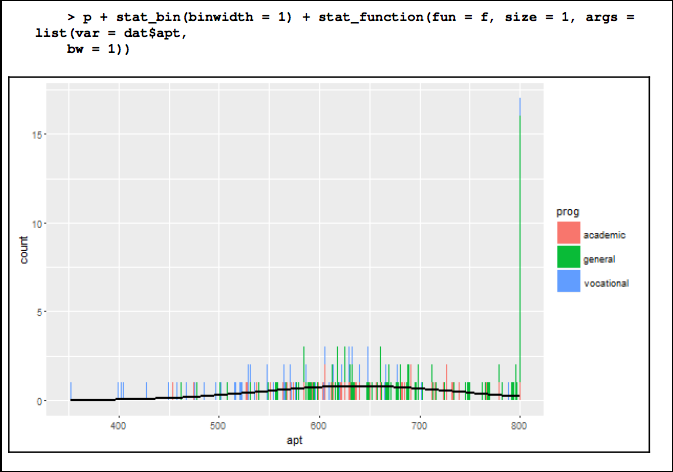 > p + stat_bin(binwidth = 1) + stat_function(fun = f, size = 1, args =
list(var = dat$apt,
bw = 1))
15
10
5
0
count
400
500
600
700
800
apt
prog
academic
general
vocational